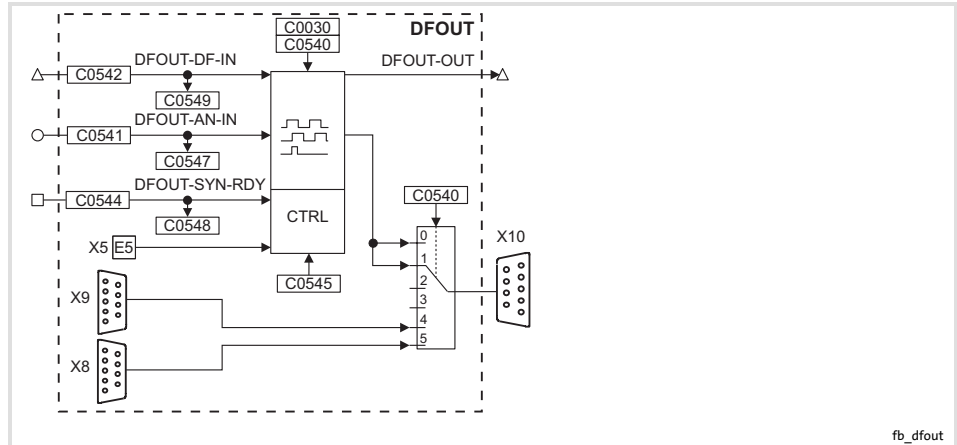 C0030
DFOUT
C0540
DFOUT-DF-IN
DFOUT-OUT
C0542
C0549
DFOUT-AN-IN
C0541
C0547
DFOUT-SYN-RDY
C0544
CTRL
C0540
C0548
X5 E5
C0545
X10
0
1
2
3
4
5
X9
X8
fb_dfout